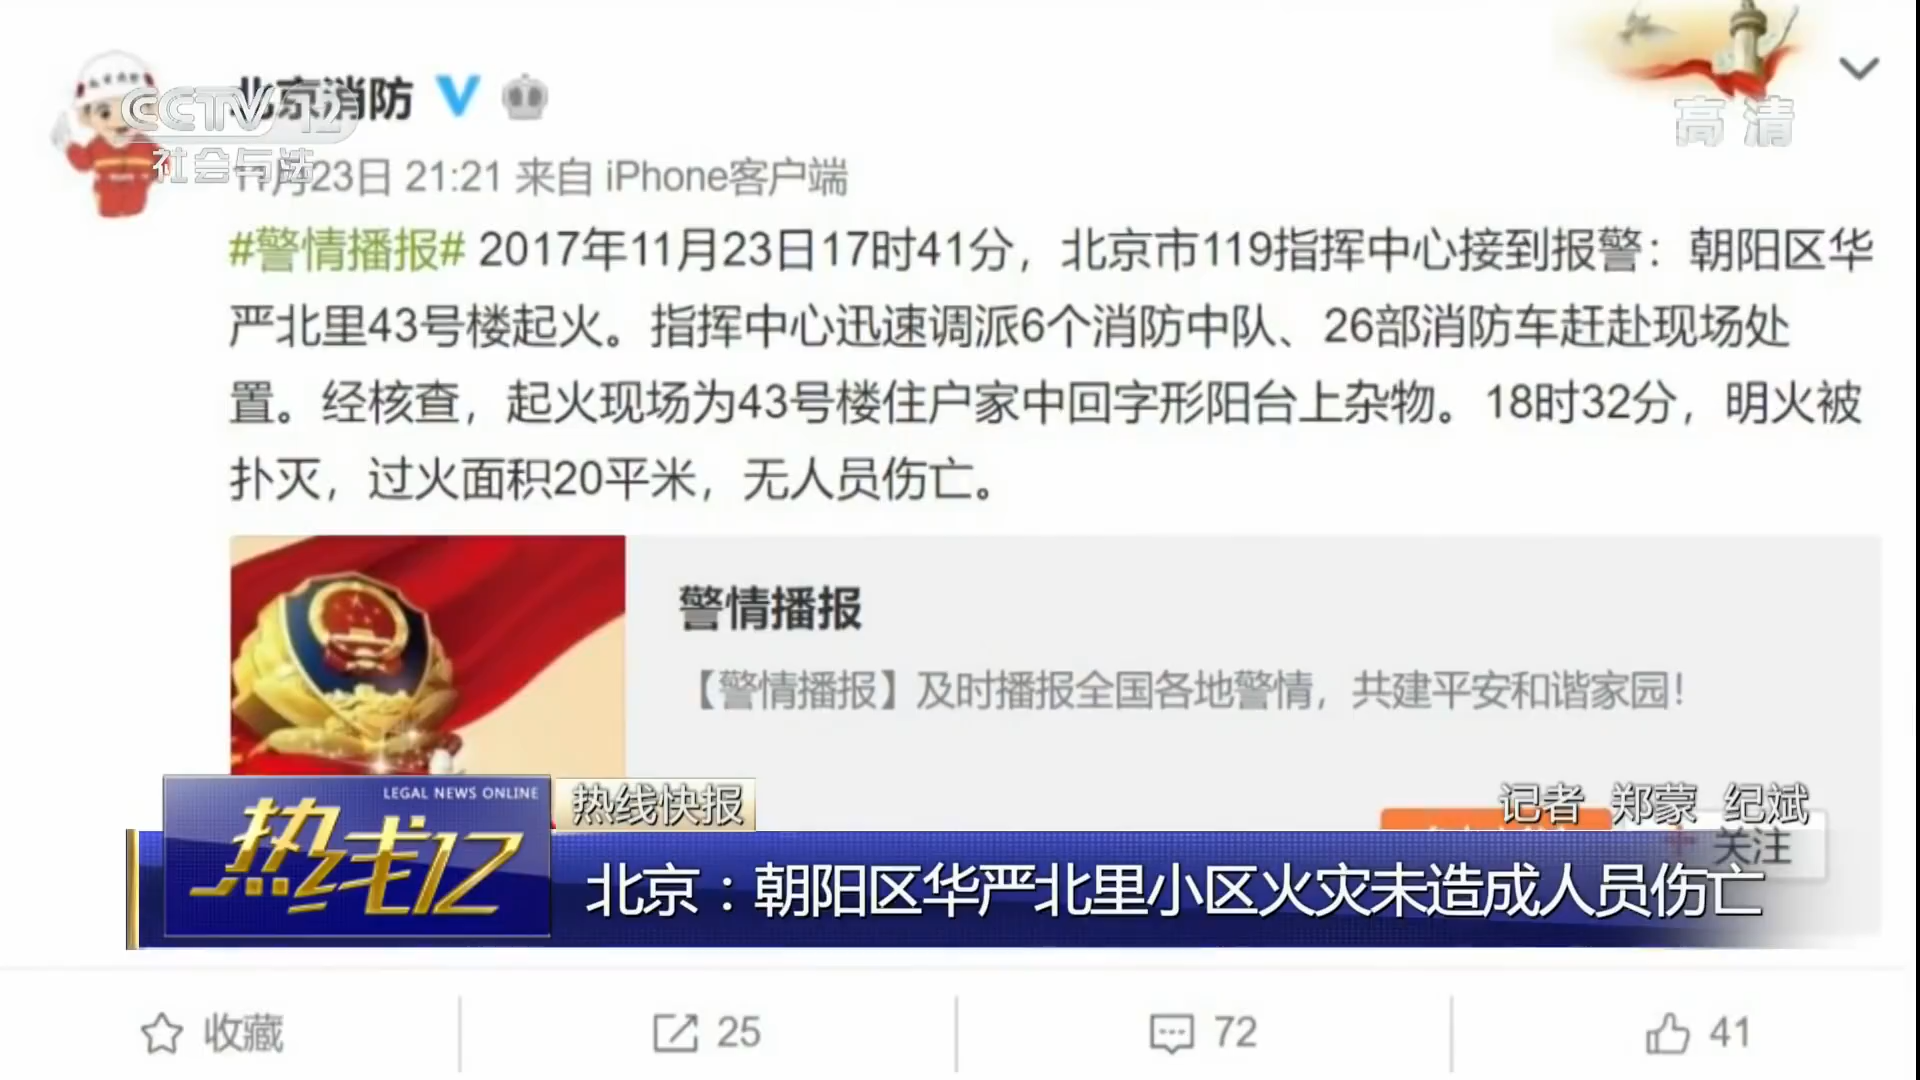 北京消防
CCTV 12
社会与法
高清
11月23日 21:21 来自 iPhone客户端
#警情播报# 2017年11月23日17时41分，北京市119指挥中心接到报警：朝阳区华
严北里43号楼起火。指挥中心迅速调派6个消防中队、26部消防车赶赴现场处
置。经核查，起火现场为43号楼住户家中回字形阳台上杂物。18时32分，明火被
扑灭，过火面积20平米，无人员伤亡。
警情播报
【警情播报】及时播报全国各地警情，共建平安和谐家园！
LEGAL NEWS ONLINE
热线12
热线快报
记者 郑蒙 纪斌
关注
北京：朝阳区华严北里小区火灾未造成人员伤亡
收藏
25
72
41